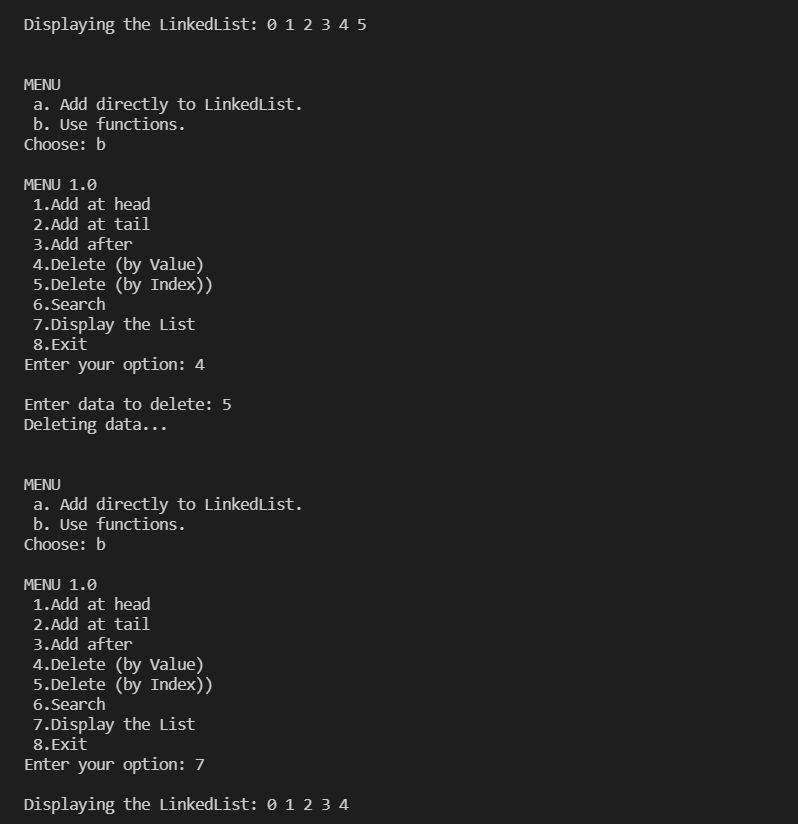 Displaying the LinkedList: 0 1 2 3 4 5
MENU
a. Add directly to LinkedList.
b. Use functions.
Choose: b
MENU 1.0
1.Add at head
2.Add at tail
3.Add after
4.Delete (by Value)
5.Delete (by Index))
6.Search
7.Display the List
8.Exit
Enter your option: 4
Enter data to delete: 5
Deleting data...
MENU
a. Add directly to LinkedList.
b. Use functions.
Choose: b
MENU 1.0
1.Add at head
2.Add at tail
3.Add after
4.Delete (by Value)
5.Delete (by Index))
6.Search
7.Display the List
8.Exit
Enter your option: 7
Displaying the LinkedList: 0 1 2 3 4